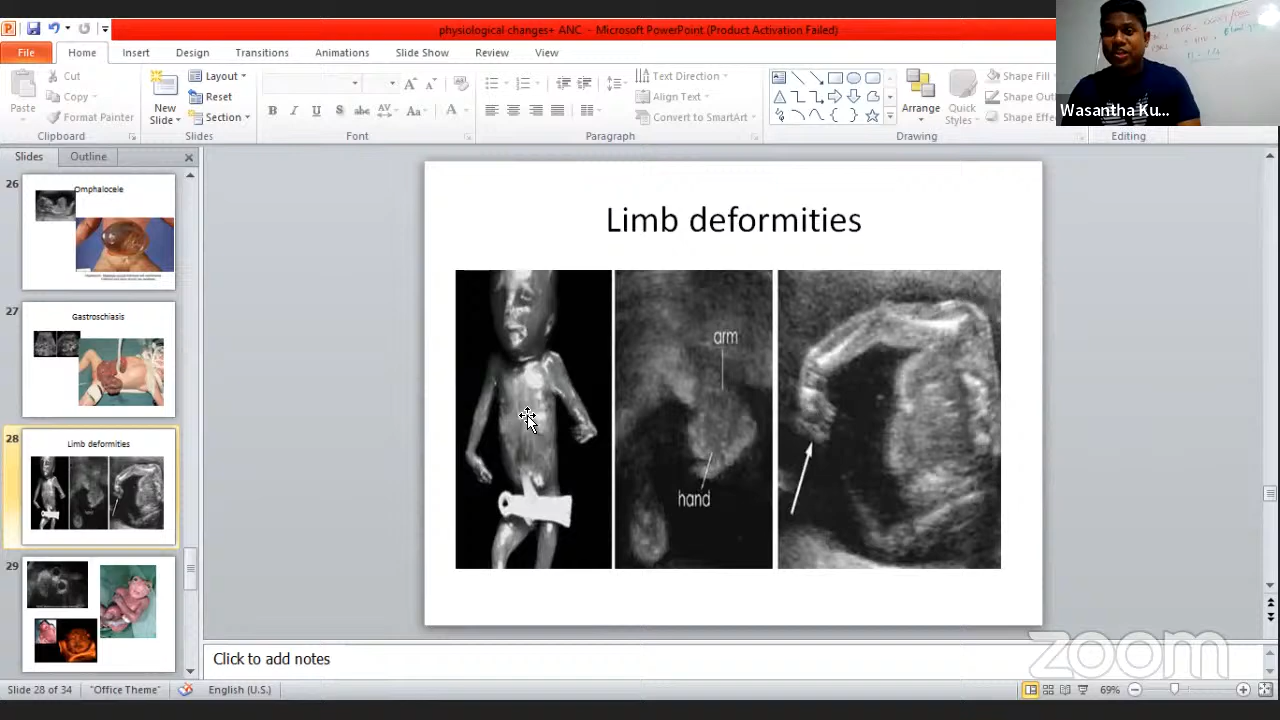 physiological changes+ ANC - Microsoft PowerPoint (Product Activation Failed)
File Home Insert Design Transitions Animations Slide Show Review View
Paste
Cut
Copy
Format Painter
Clipboard
New Slide
Layout
Reset
Section
Slides
Font
Text Direction
Align Text
Convert to SmartArt
Paragraph
Arrange
Quick Styles
Shape Fill
Shape Out
Shape Effe
Drawing
Editing
Wasantha Ku...
Slides Outline
26
Omphalocele
27
Gastroschiasis
28
Limb deformities
29
Limb deformities
arm
hand
Click to add notes
zoom
Slide 28 of 34 "Office Theme" English (U.S.) 69%